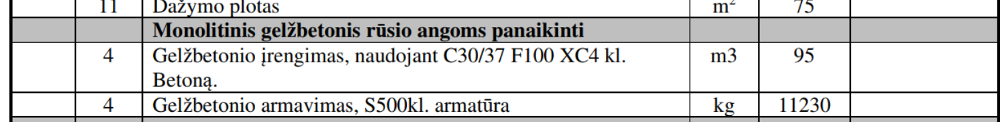 11 Dažymo plotas m² 75
Monolitinis gelžbetonis rūsio angoms panaikinti
4 Gelžbetonio įrengimas, naudojant C30/37 F100 XC4 kl. m3 95
Betoną.
4 Gelžbetonio armavimas, S500kl. armatūra kg 11230